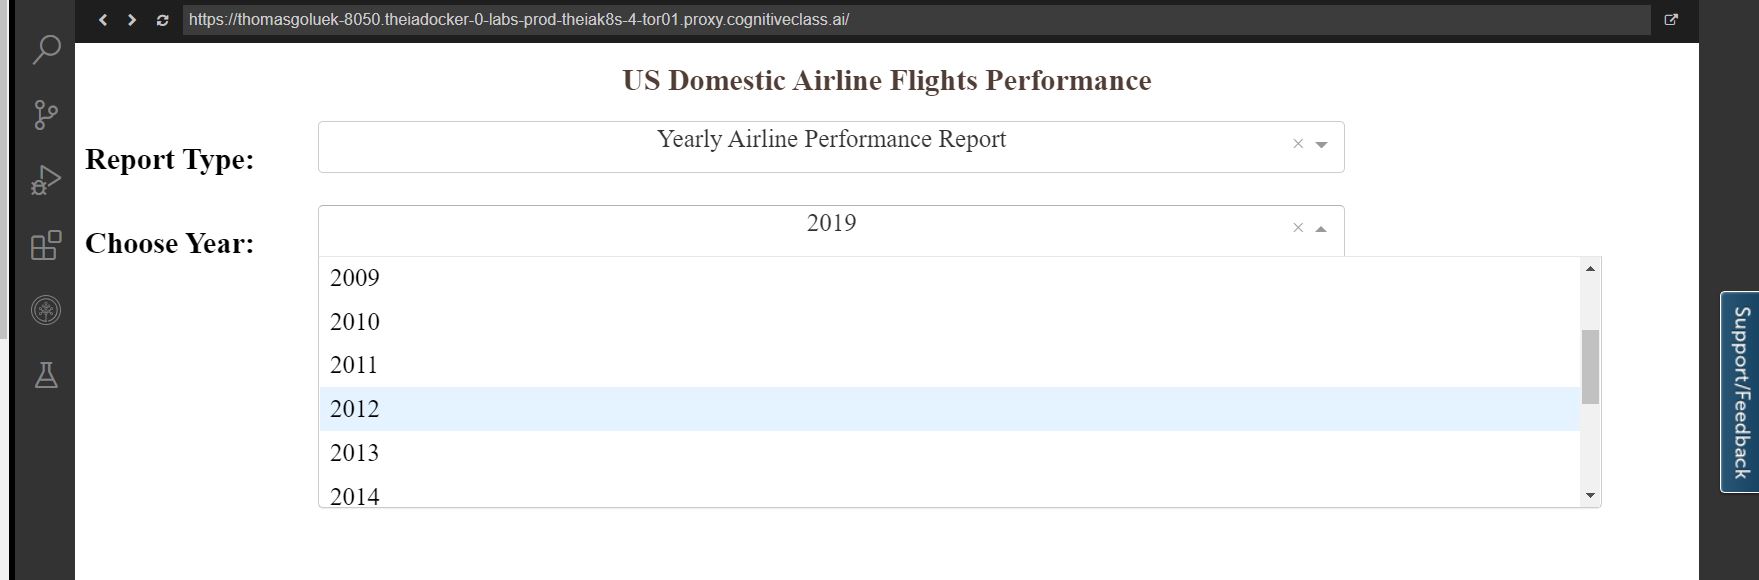 https://thomasgoluek-8050.theiadocker-0-labs-prod-theiak8s-4-tor01.proxy.cognitiveclass.ai/
US Domestic Airline Flights Performance
Report Type:
Yearly Airline Performance Report
Choose Year:
2019
2009
2010
2011
2012
2013
2014
Support/Feedback